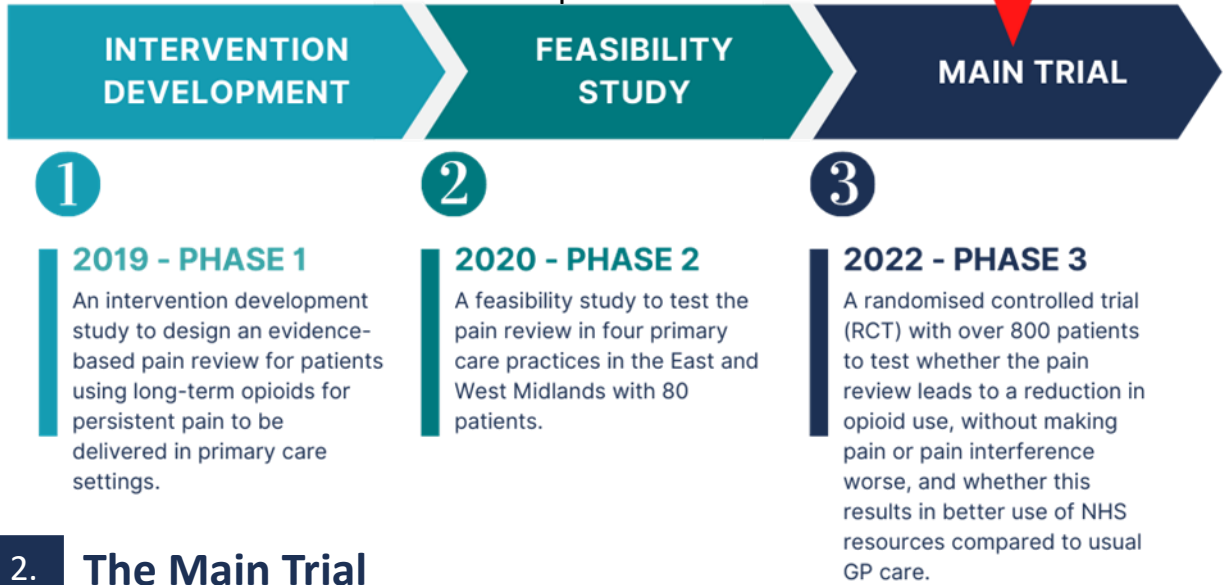 INTERVENTION
DEVELOPMENT
FEASIBILITY
STUDY
MAIN TRIAL
1
2019 - PHASE 1
An intervention development
study to design an evidence-
based pain review for patients
using long-term opioids for
persistent pain to be
delivered in primary care
settings.
2
2020 - PHASE 2
A feasibility study to test the
pain review in four primary
care practices in the East and
West Midlands with 80
patients.
3
2022 - PHASE 3
A randomised controlled trial
(RCT) with over 800 patients
to test whether the pain
review leads to a reduction in
opioid use, without making
pain or pain interference
worse, and whether this
results in better use of NHS
resources compared to usual
GP care.
2. The Main Trial